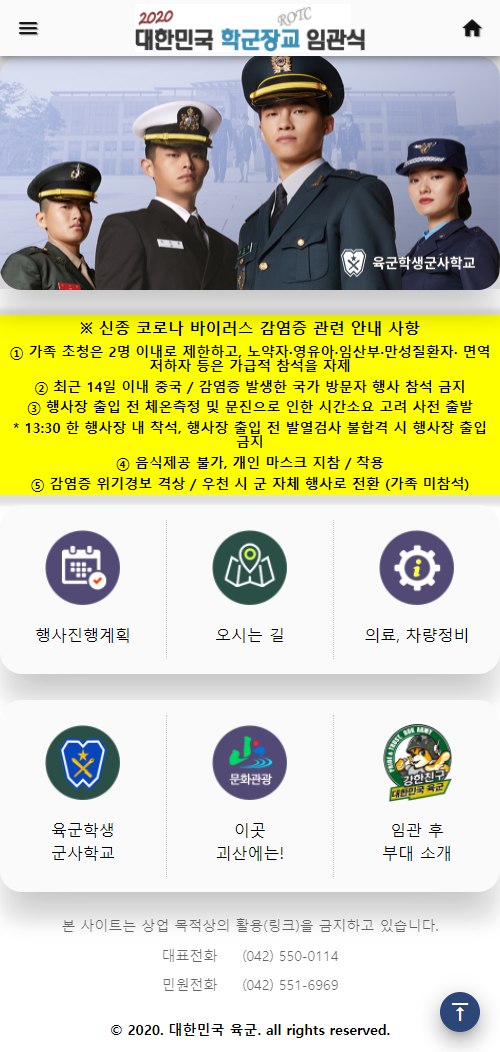 2020
ROTC
대한민국 학군장교 임관식
육군학생군사학교
※ 신종 코로나 바이러스 감염증 관련 안내 사항
① 가족 초청은 2명 이내로 제한하고, 노약자·영유아·임산부·만성질환자· 면역
저하자 등은 가급적 참석을 자제
② 최근 14일 이내 중국 / 감염증 발생한 국가 방문자 행사 참석 금지
③ 행사장 출입 전 체온측정 및 문진으로 인한 시간소요 고려 사전 출발
* 13:30 한 행사장 내 착석, 행사장 출입 전 발열검사 불합격 시 행사장 출입
금지
④ 음식제공 불가, 개인 마스크 지참 / 착용
⑤ 감염증 위기경보 격상 / 우천 시 군 자체 행사로 전환 (가족 미참석)
행사진행계획
오시는 길
의료, 차량정비
문화관광
PRIDE & TRUST, ROK ARMY
강한친구
대한민국 육군
육군학생
군사학교
이곳
괴산에는!
임관 후
부대 소개
본 사이트는 상업 목적상의 활용(링크)을 금지하고 있습니다.
대표전화 (042) 550-0114
민원전화 (042) 551-6969
© 2020. 대한민국 육군. all rights reserved.